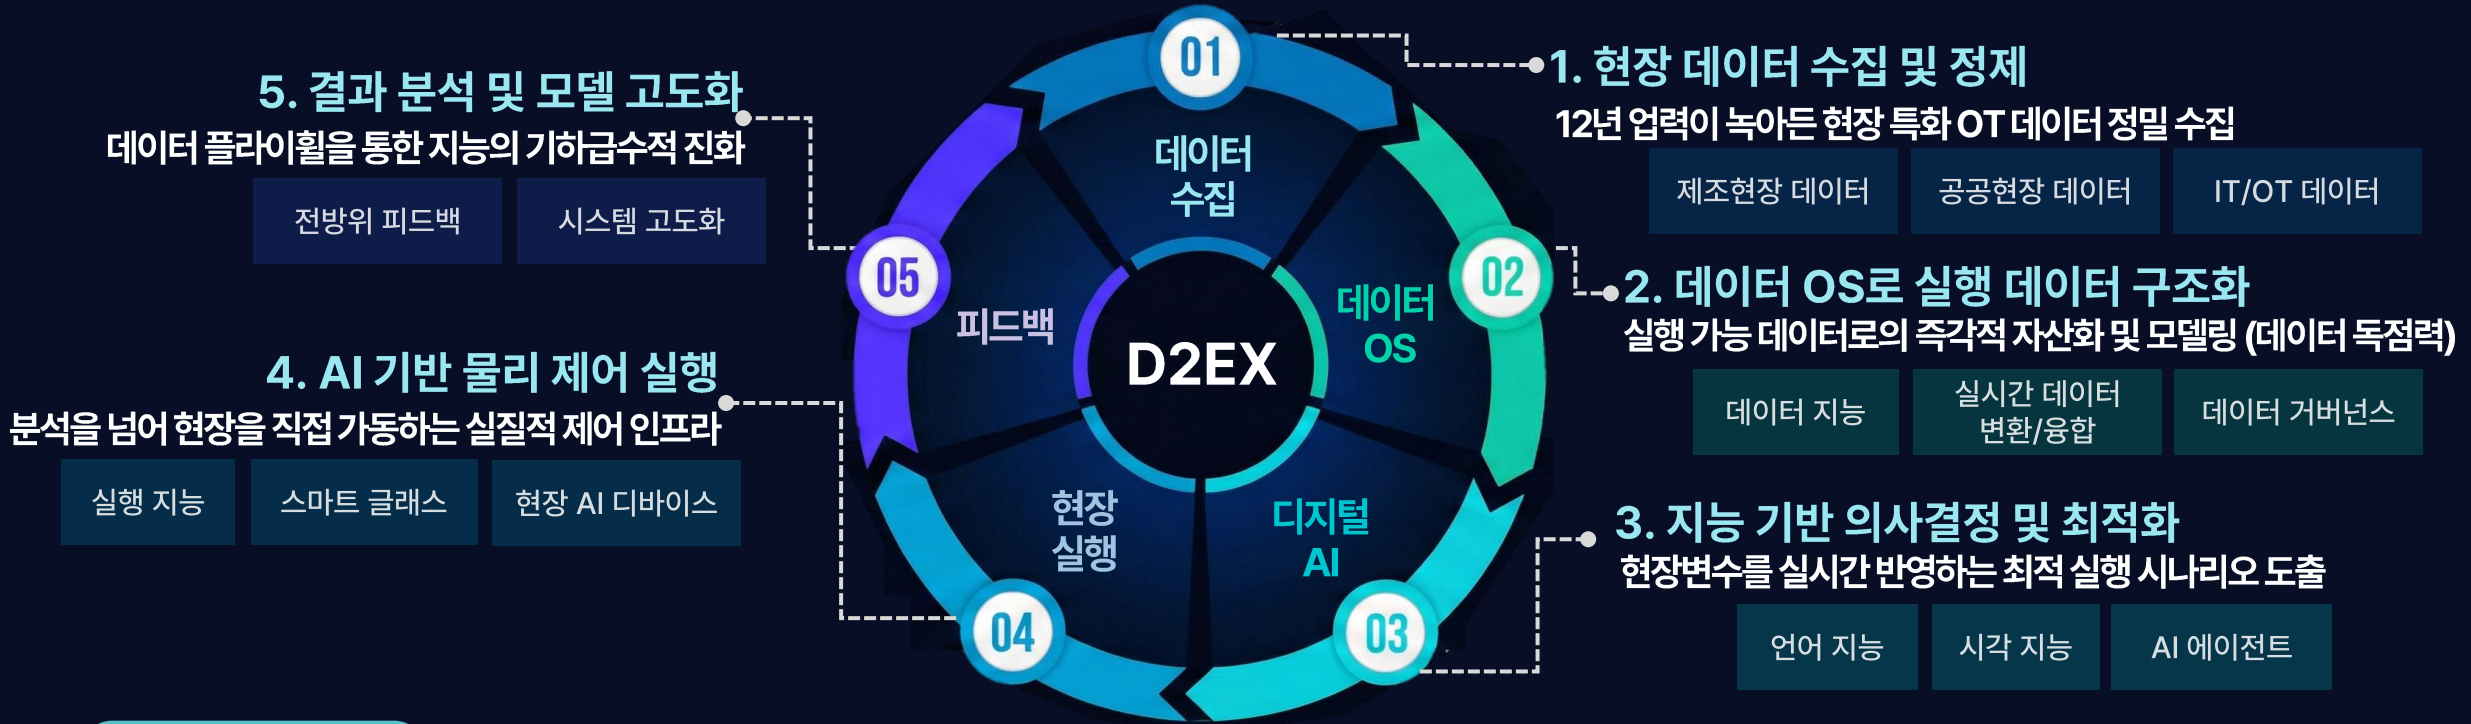 01
데이터
수집
02
데이터
OS
03
디지털
AI
04
현장
실행
05
피드백
D2EX
1. 현장 데이터 수집 및 정제
12년 업력이 녹아든 현장 특화 OT 데이터 정밀 수집
제조현장 데이터
공공현장 데이터
IT/OT 데이터
2. 데이터 OS로 실행 데이터 구조화
실행 가능 데이터로의 즉각적 자산화 및 모델링 (데이터 독점력)
데이터 지능
실시간 데이터
변환/융합
데이터 거버넌스
3. 지능 기반 의사결정 및 최적화
현장변수를 실시간 반영하는 최적 실행 시나리오 도출
언어 지능
시각 지능
AI 에이전트
4. AI 기반 물리 제어 실행
분석을 넘어 현장을 직접 가동하는 실질적 제어 인프라
실행 지능
스마트 글래스
현장 AI 디바이스
5. 결과 분석 및 모델 고도화
데이터 플라이휠을 통한 지능의 기하급수적 진화
전방위 피드백
시스템 고도화